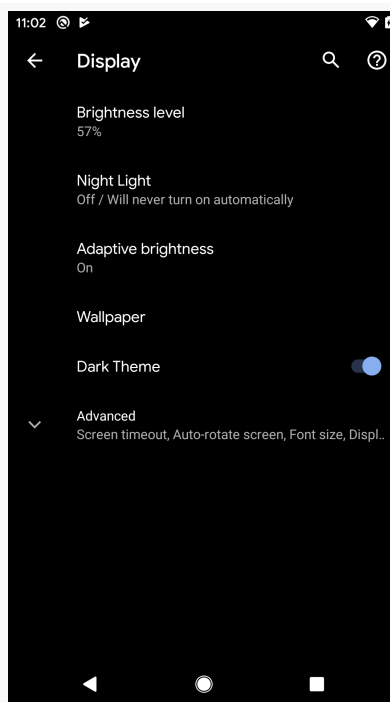 11:02
Display
Brightness level
57%
Night Light
Off / Will never turn on automatically
Adaptive brightness
On
Wallpaper
Dark Theme
Advanced
Screen timeout, Auto-rotate screen, Font size, Displ..